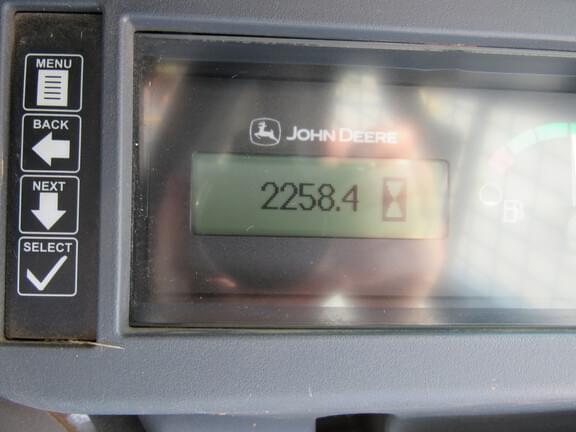 MENU
BACK
NEXT
SELECT
JOHN DEERE
2258.4